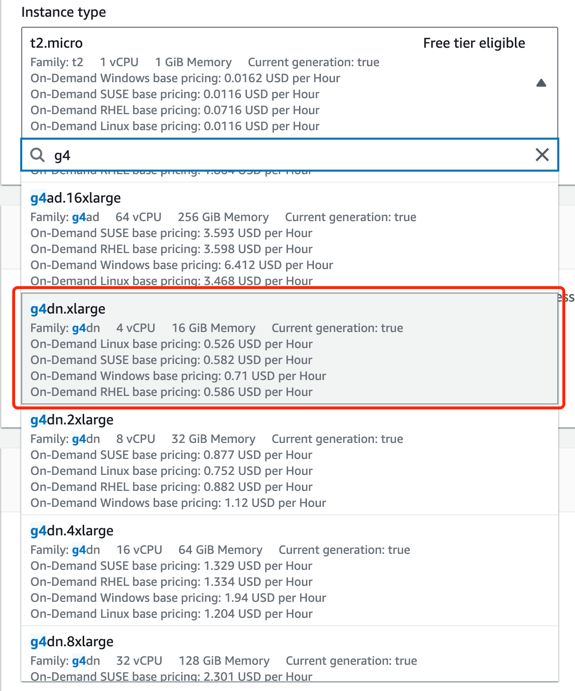 Instance type
t2.micro Free tier eligible
Family: t2 1 vCPU 1 GiB Memory Current generation: true
On-Demand Windows base pricing: 0.0162 USD per Hour
On-Demand SUSE base pricing: 0.0116 USD per Hour
On-Demand RHEL base pricing: 0.0716 USD per Hour
On-Demand Linux base pricing: 0.0116 USD per Hour
g4
On-Demand RHEL base pricing: 1.864 USD per Hour
g4ad.16xlarge
Family: g4ad 64 vCPU 256 GiB Memory Current generation: true
On-Demand SUSE base pricing: 3.593 USD per Hour
On-Demand RHEL base pricing: 3.598 USD per Hour
On-Demand Windows base pricing: 6.412 USD per Hour
On-Demand Linux base pricing: 3.468 USD per Hour
g4dn.xlarge
Family: g4dn 4 vCPU 16 GiB Memory Current generation: true
On-Demand Linux base pricing: 0.526 USD per Hour
On-Demand SUSE base pricing: 0.582 USD per Hour
On-Demand Windows base pricing: 0.71 USD per Hour
On-Demand RHEL base pricing: 0.586 USD per Hour
g4dn.2xlarge
Family: g4dn 8 vCPU 32 GiB Memory Current generation: true
On-Demand SUSE base pricing: 0.877 USD per Hour
On-Demand Linux base pricing: 0.752 USD per Hour
On-Demand RHEL base pricing: 0.882 USD per Hour
On-Demand Windows base pricing: 1.12 USD per Hour
g4dn.4xlarge
Family: g4dn 16 vCPU 64 GiB Memory Current generation: true
On-Demand SUSE base pricing: 1.329 USD per Hour
On-Demand RHEL base pricing: 1.334 USD per Hour
On-Demand Windows base pricing: 1.94 USD per Hour
On-Demand Linux base pricing: 1.204 USD per Hour
g4dn.8xlarge
Family: g4dn 32 vCPU 128 GiB Memory Current generation: true
On-Demand SUSE base pricing: 2.301 USD per Hour